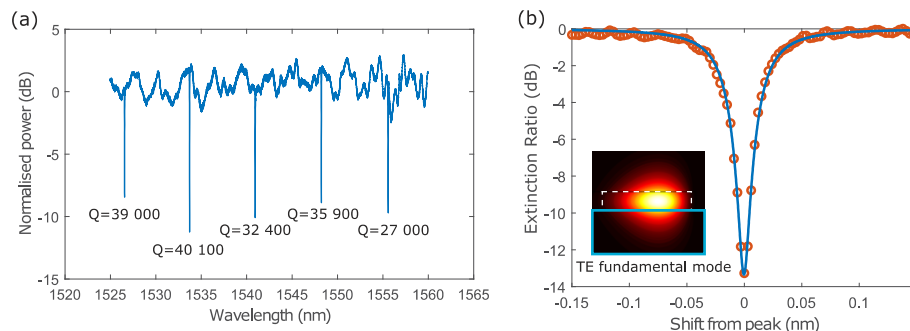 (a)
5
0
-5
-10
-15
Normalised power (dB)
Q=39 000
Q=40 100
Q=32 400
Q=35 900
Q=27 000
1520 1525 1530 1535 1540 1545 1550 1555 1560 1565
Wavelength (nm)
(b)
0
-2
-4
-6
-8
-10
-12
-14
Extinction Ratio (dB)
TE fundamental mode
-0.15 -0.1 -0.05 0 0.05 0.1
Shift from peak (nm)